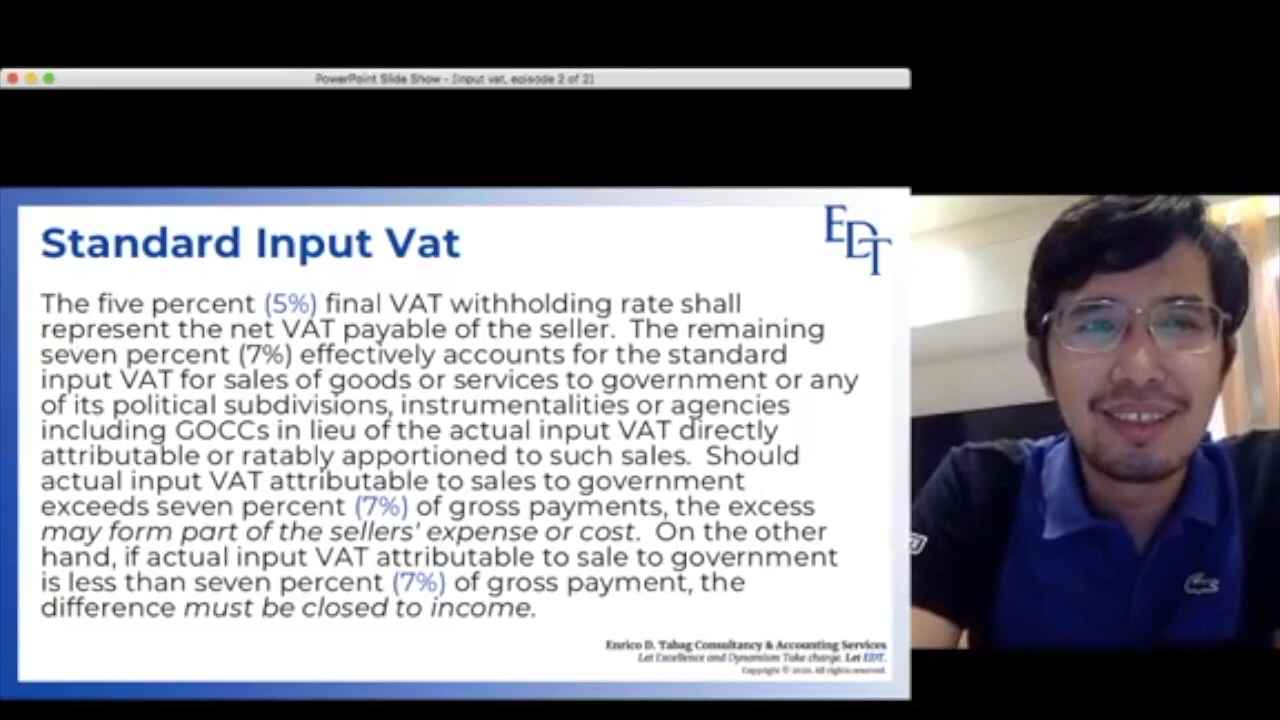 PowerPoint Slide Show - [Input vat, episode 2 of 2]
EDT
Standard Input Vat
The five percent (5%) final VAT withholding rate shall
represent the net VAT payable of the seller. The remaining
seven percent (7%) effectively accounts for the standard
input VAT for sales of goods or services to government or any
of its political subdivisions, instrumentalities or agencies
including GOCCs in lieu of the actual input VAT directly
attributable or ratably apportioned to such sales. Should
actual input VAT attributable to sales to government
exceeds seven percent (7%) of gross payments, the excess
may form part of the sellers' expense or cost. On the other
hand, if actual input VAT attributable to sale to government
is less than seven percent (7%) of gross payment, the
difference must be closed to income.
Enrico D. Tabag Consultancy & Accounting Services
Let Excellence and Dynamism Take charge. Let EDT.
Copyright © 2020. All rights reserved.